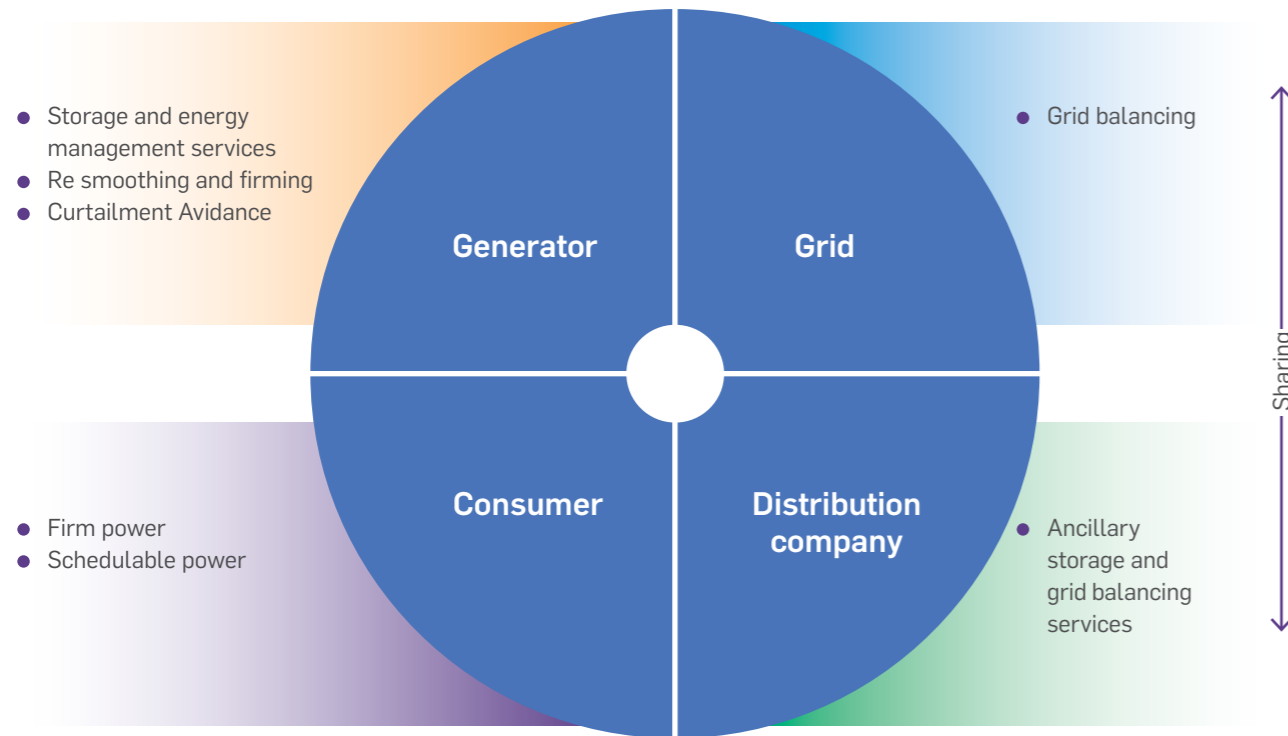 Storage and energy
management services
Re smoothing and firming
Curtailment Avidance
Generator
Grid
Grid balancing
Sharing
Firm power
Schedulable power
Consumer
Distribution
company
Ancillary
storage and
grid balancing
services